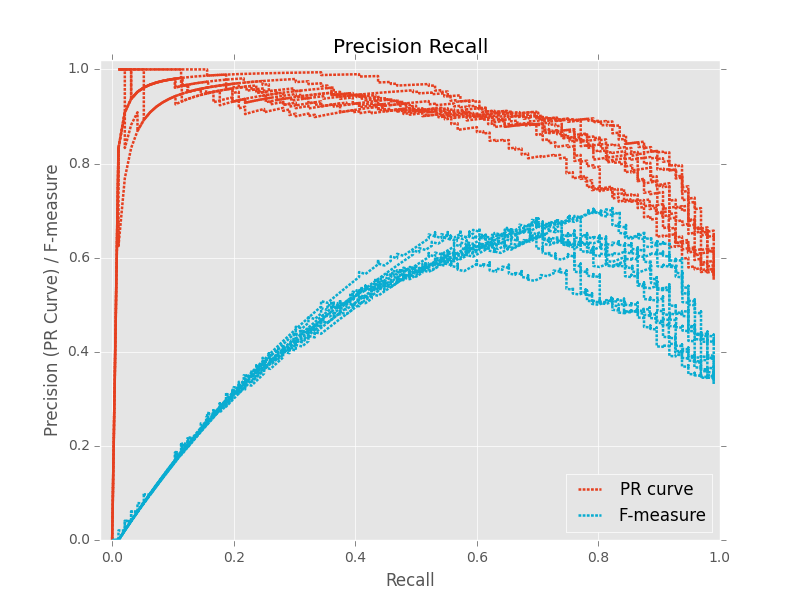 Precision Recall
Precision (PR Curve) / F-measure
1.0
0.8
0.6
0.4
0.2
0.0
0.0 0.2 0.4 0.6 0.8 1.0
Recall
PR curve
F-measure